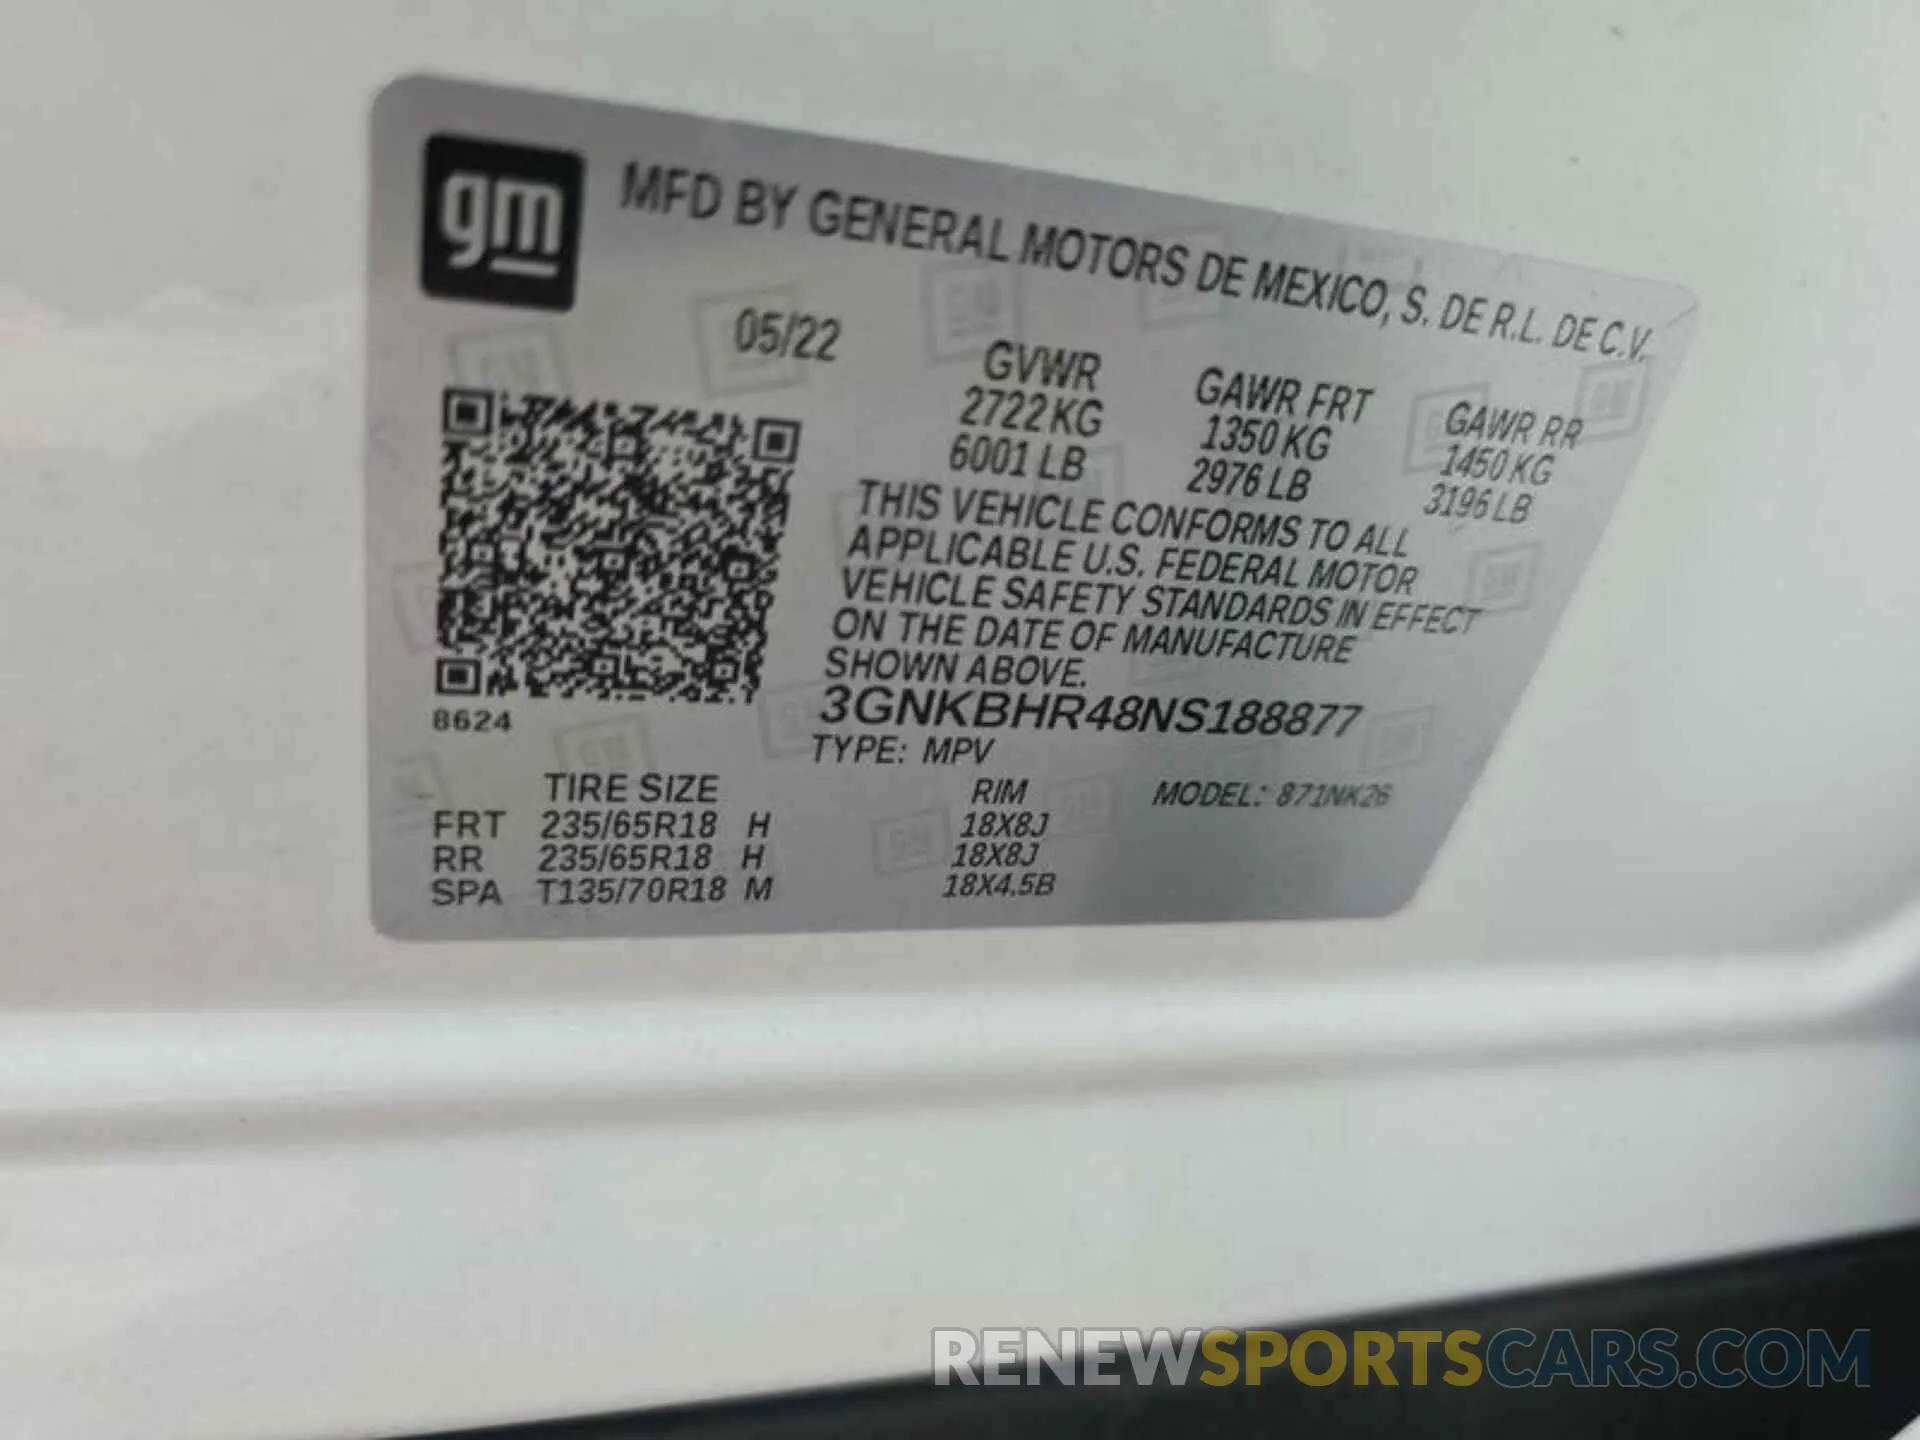 gm
MFD BY GENERAL MOTORS DE MEXICO, S. DE R.L. DE C.V.
05/22
GVWR GAWR FRT GAWR RR
2722 KG 1350 KG 1450 KG
6001 LB 2976 LB 3196 LB
THIS VEHICLE CONFORMS TO ALL
APPLICABLE U.S. FEDERAL MOTOR
VEHICLE SAFETY STANDARDS IN EFFECT
ON THE DATE OF MANUFACTURE
SHOWN ABOVE.
3GNKBHR48NS188877
8624
TYPE: MPV
TIRE SIZE RIM MODEL: 871NK26
FRT 235/65R18 H 18X8J
RR 235/65R18 H 18X8J
SPA T135/70R18 M 18X4.5B
RENEWSPORTSCARS.COM